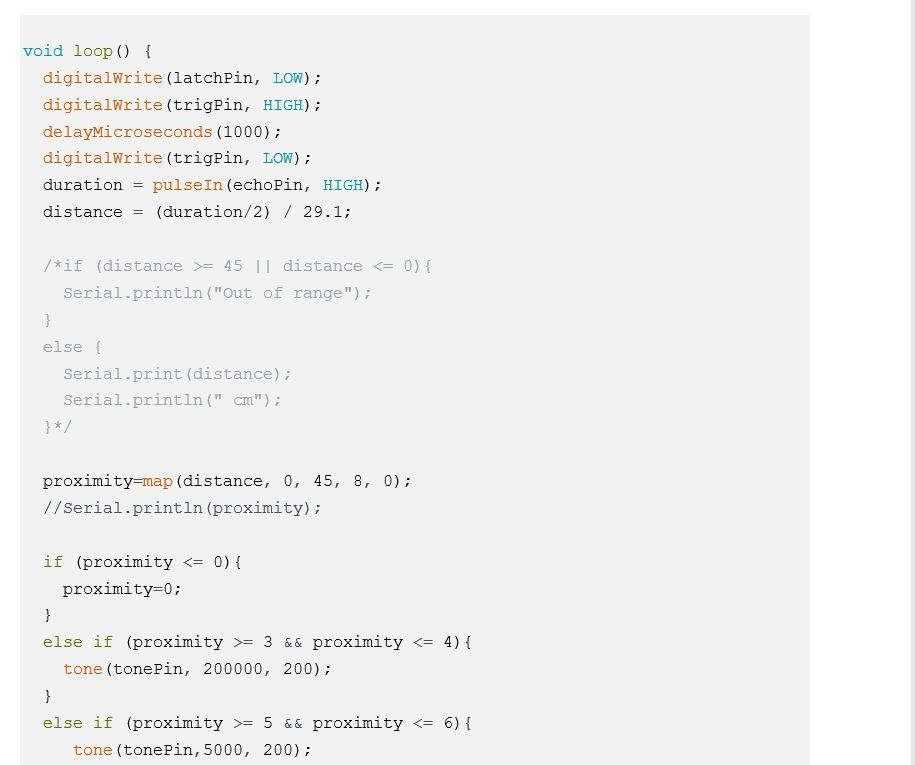 void loop() {
  digitalWrite(latchPin, LOW);
  digitalWrite(trigPin, HIGH);
  delayMicroseconds(1000);
  digitalWrite(trigPin, LOW);
  duration = pulseIn(echoPin, HIGH);
  distance = (duration/2) / 29.1;
  /*if (distance >= 45 || distance <= 0){
    Serial.println("Out of range");
  }
  else {
    Serial.print(distance);
    Serial.println(" cm");
  }*/
  proximity=map(distance, 0, 45, 8, 0);
  //Serial.println(proximity);
  if (proximity <= 0){
    proximity=0;
  }
  else if (proximity >= 3 && proximity <= 4){
    tone(tonePin, 200000, 200);
  }
  else if (proximity >= 5 && proximity <= 6){
     tone(tonePin,5000, 200);